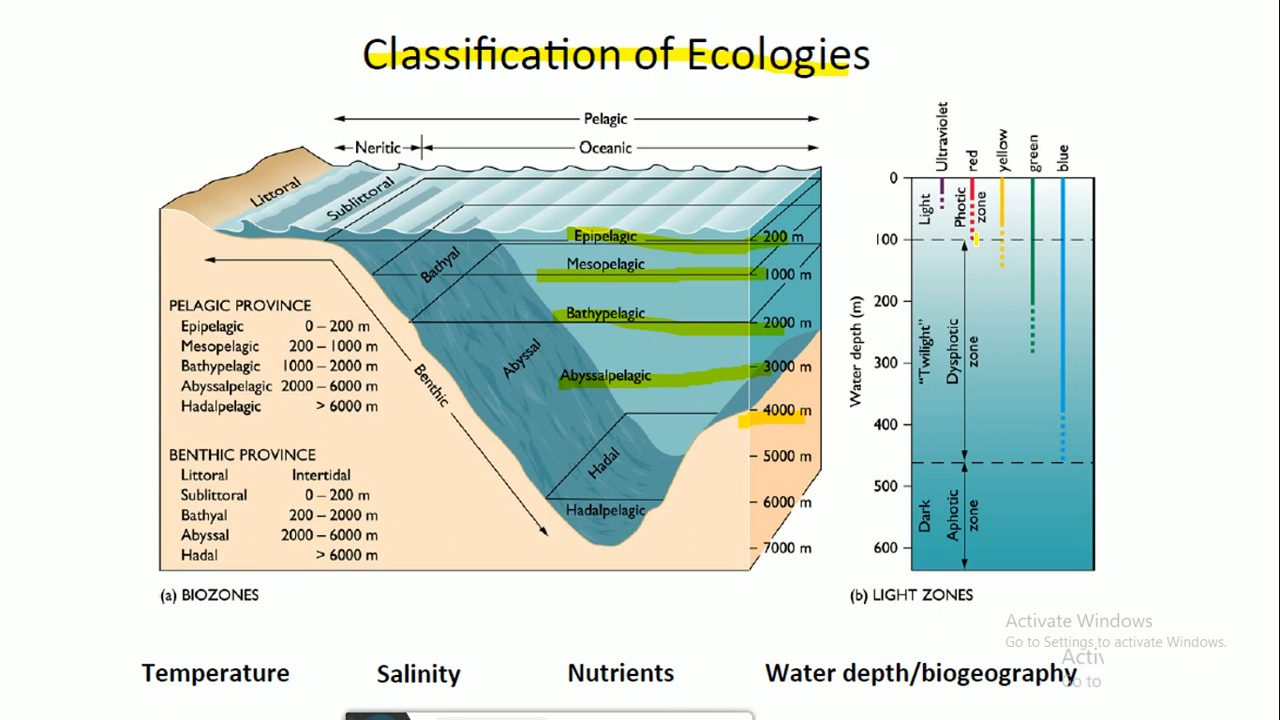 Classification of Ecologies
Pelagic
Neritic
Oceanic
Littoral
Sublittoral
Bathyal
Abyssal
Hadal
Benthic
Epipelagic
Mesopelagic
Bathypelagic
Abyssalpelagic
Hadalpelagic
200 m
1000 m
2000 m
3000 m
4000 m
5000 m
6000 m
7000 m
PELAGIC PROVINCE
Epipelagic 0 – 200 m
Mesopelagic 200 – 1000 m
Bathypelagic 1000 – 2000 m
Abyssalpelagic 2000 – 6000 m
Hadalpelagic > 6000 m
BENTHIC PROVINCE
Littoral Intertidal
Sublittoral 0 – 200 m
Bathyal 200 – 2000 m
Abyssal 2000 – 6000 m
Hadal > 6000 m
(a) BIOZONES
Ultraviolet
red
yellow
green
blue
Water depth (m)
0
100
200
300
400
500
600
Light
Photic
zone
"Twilight"
Dysphotic
zone
Dark
Aphotic
zone
(b) LIGHT ZONES
Activate Windows
Go to Settings to activate Windows.
Activ
Go to
Temperature Salinity Nutrients Water depth/biogeography